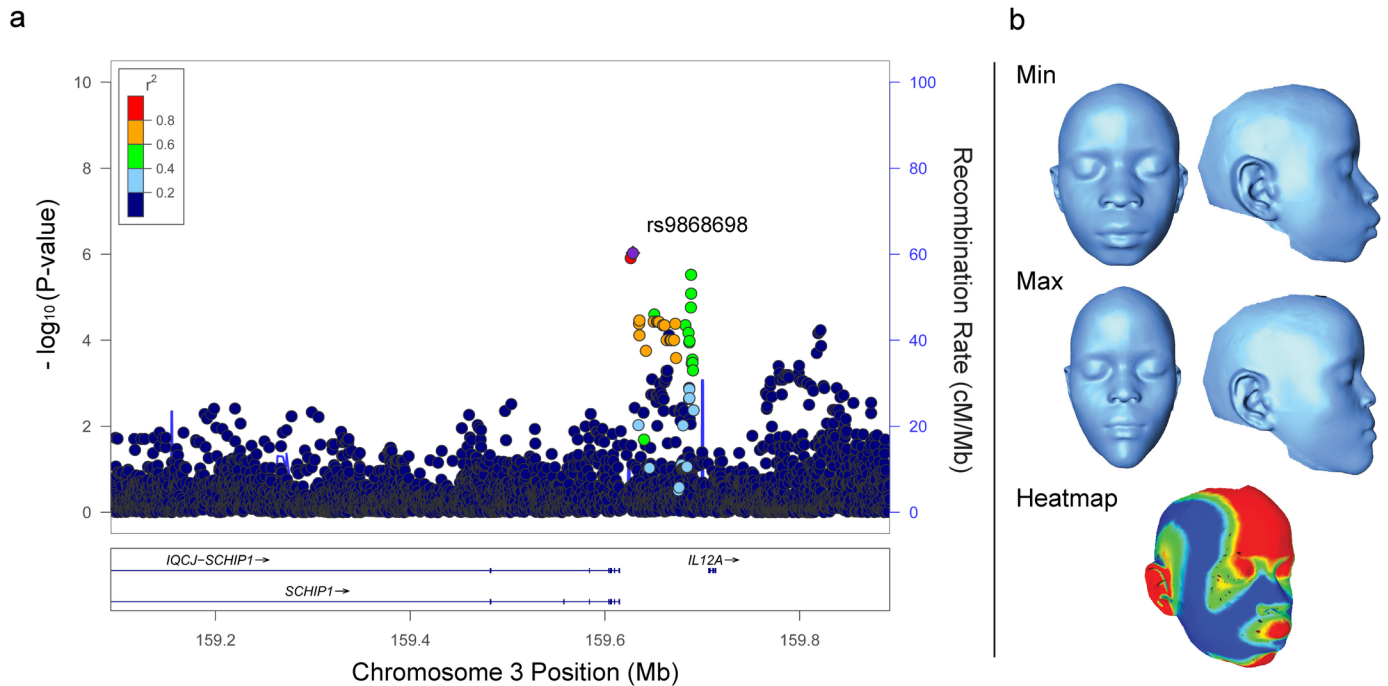 a
b
10
8
6
4
2
0
- log₁₀ (P-value)
r²
0.8
0.6
0.4
0.2
rs9868698
100
80
60
40
20
0
Recombination Rate (cM/Mb)
IQCJ−SCHIP1→
IL12A→
SCHIP1→
159.2 159.4 159.6 159.8
Chromosome 3 Position (Mb)
Min
Max
Heatmap